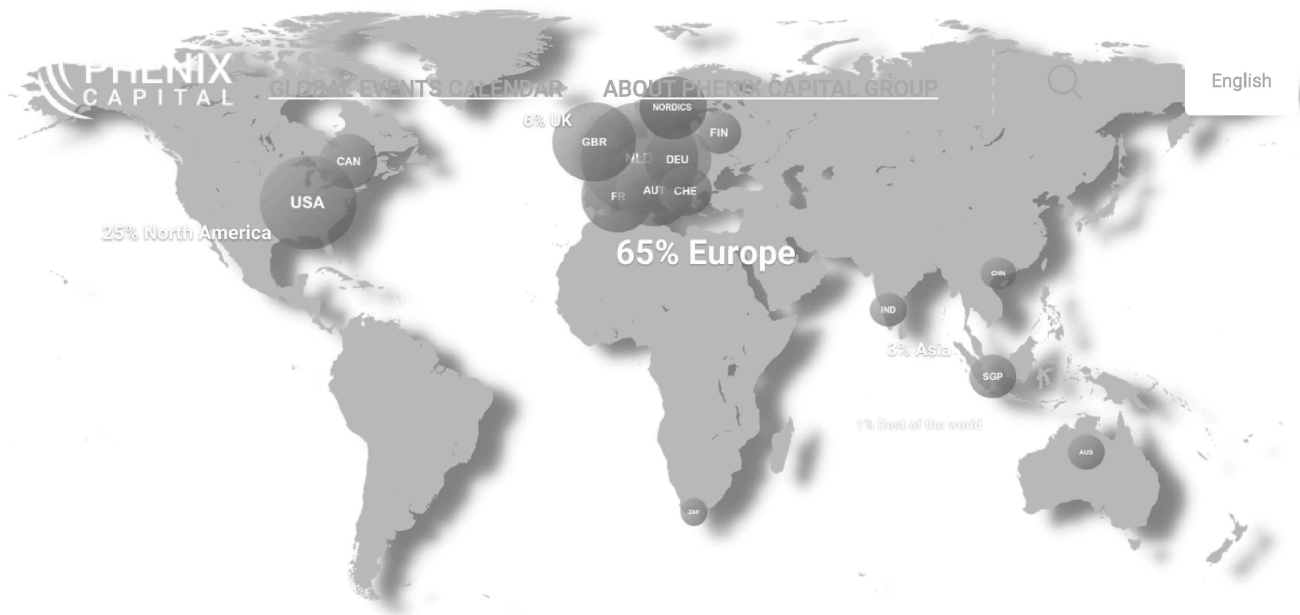 PHENIX
CAPITAL
GLOBAL EVENTS CALENDAR
ABOUT PHENIX CAPITAL GROUP
English
NORDICS
6% UK
GBR
FIN
NLD
DEU
CAN
FR
AUT
CHE
USA
25% North America
65% Europe
CHN
IND
3% Asia
SGP
1% Rest of the world
AUS
ZAF